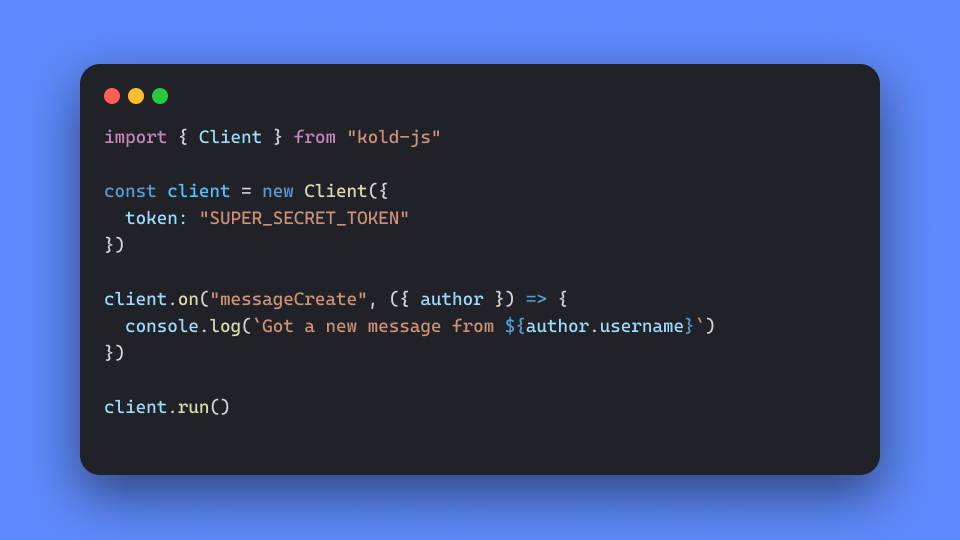 import { Client } from "kold-js"

const client = new Client({
  token: "SUPER_SECRET_TOKEN"
})

client.on("messageCreate", ({ author }) => {
  console.log(`Got a new message from ${author.username}`)
})

client.run()